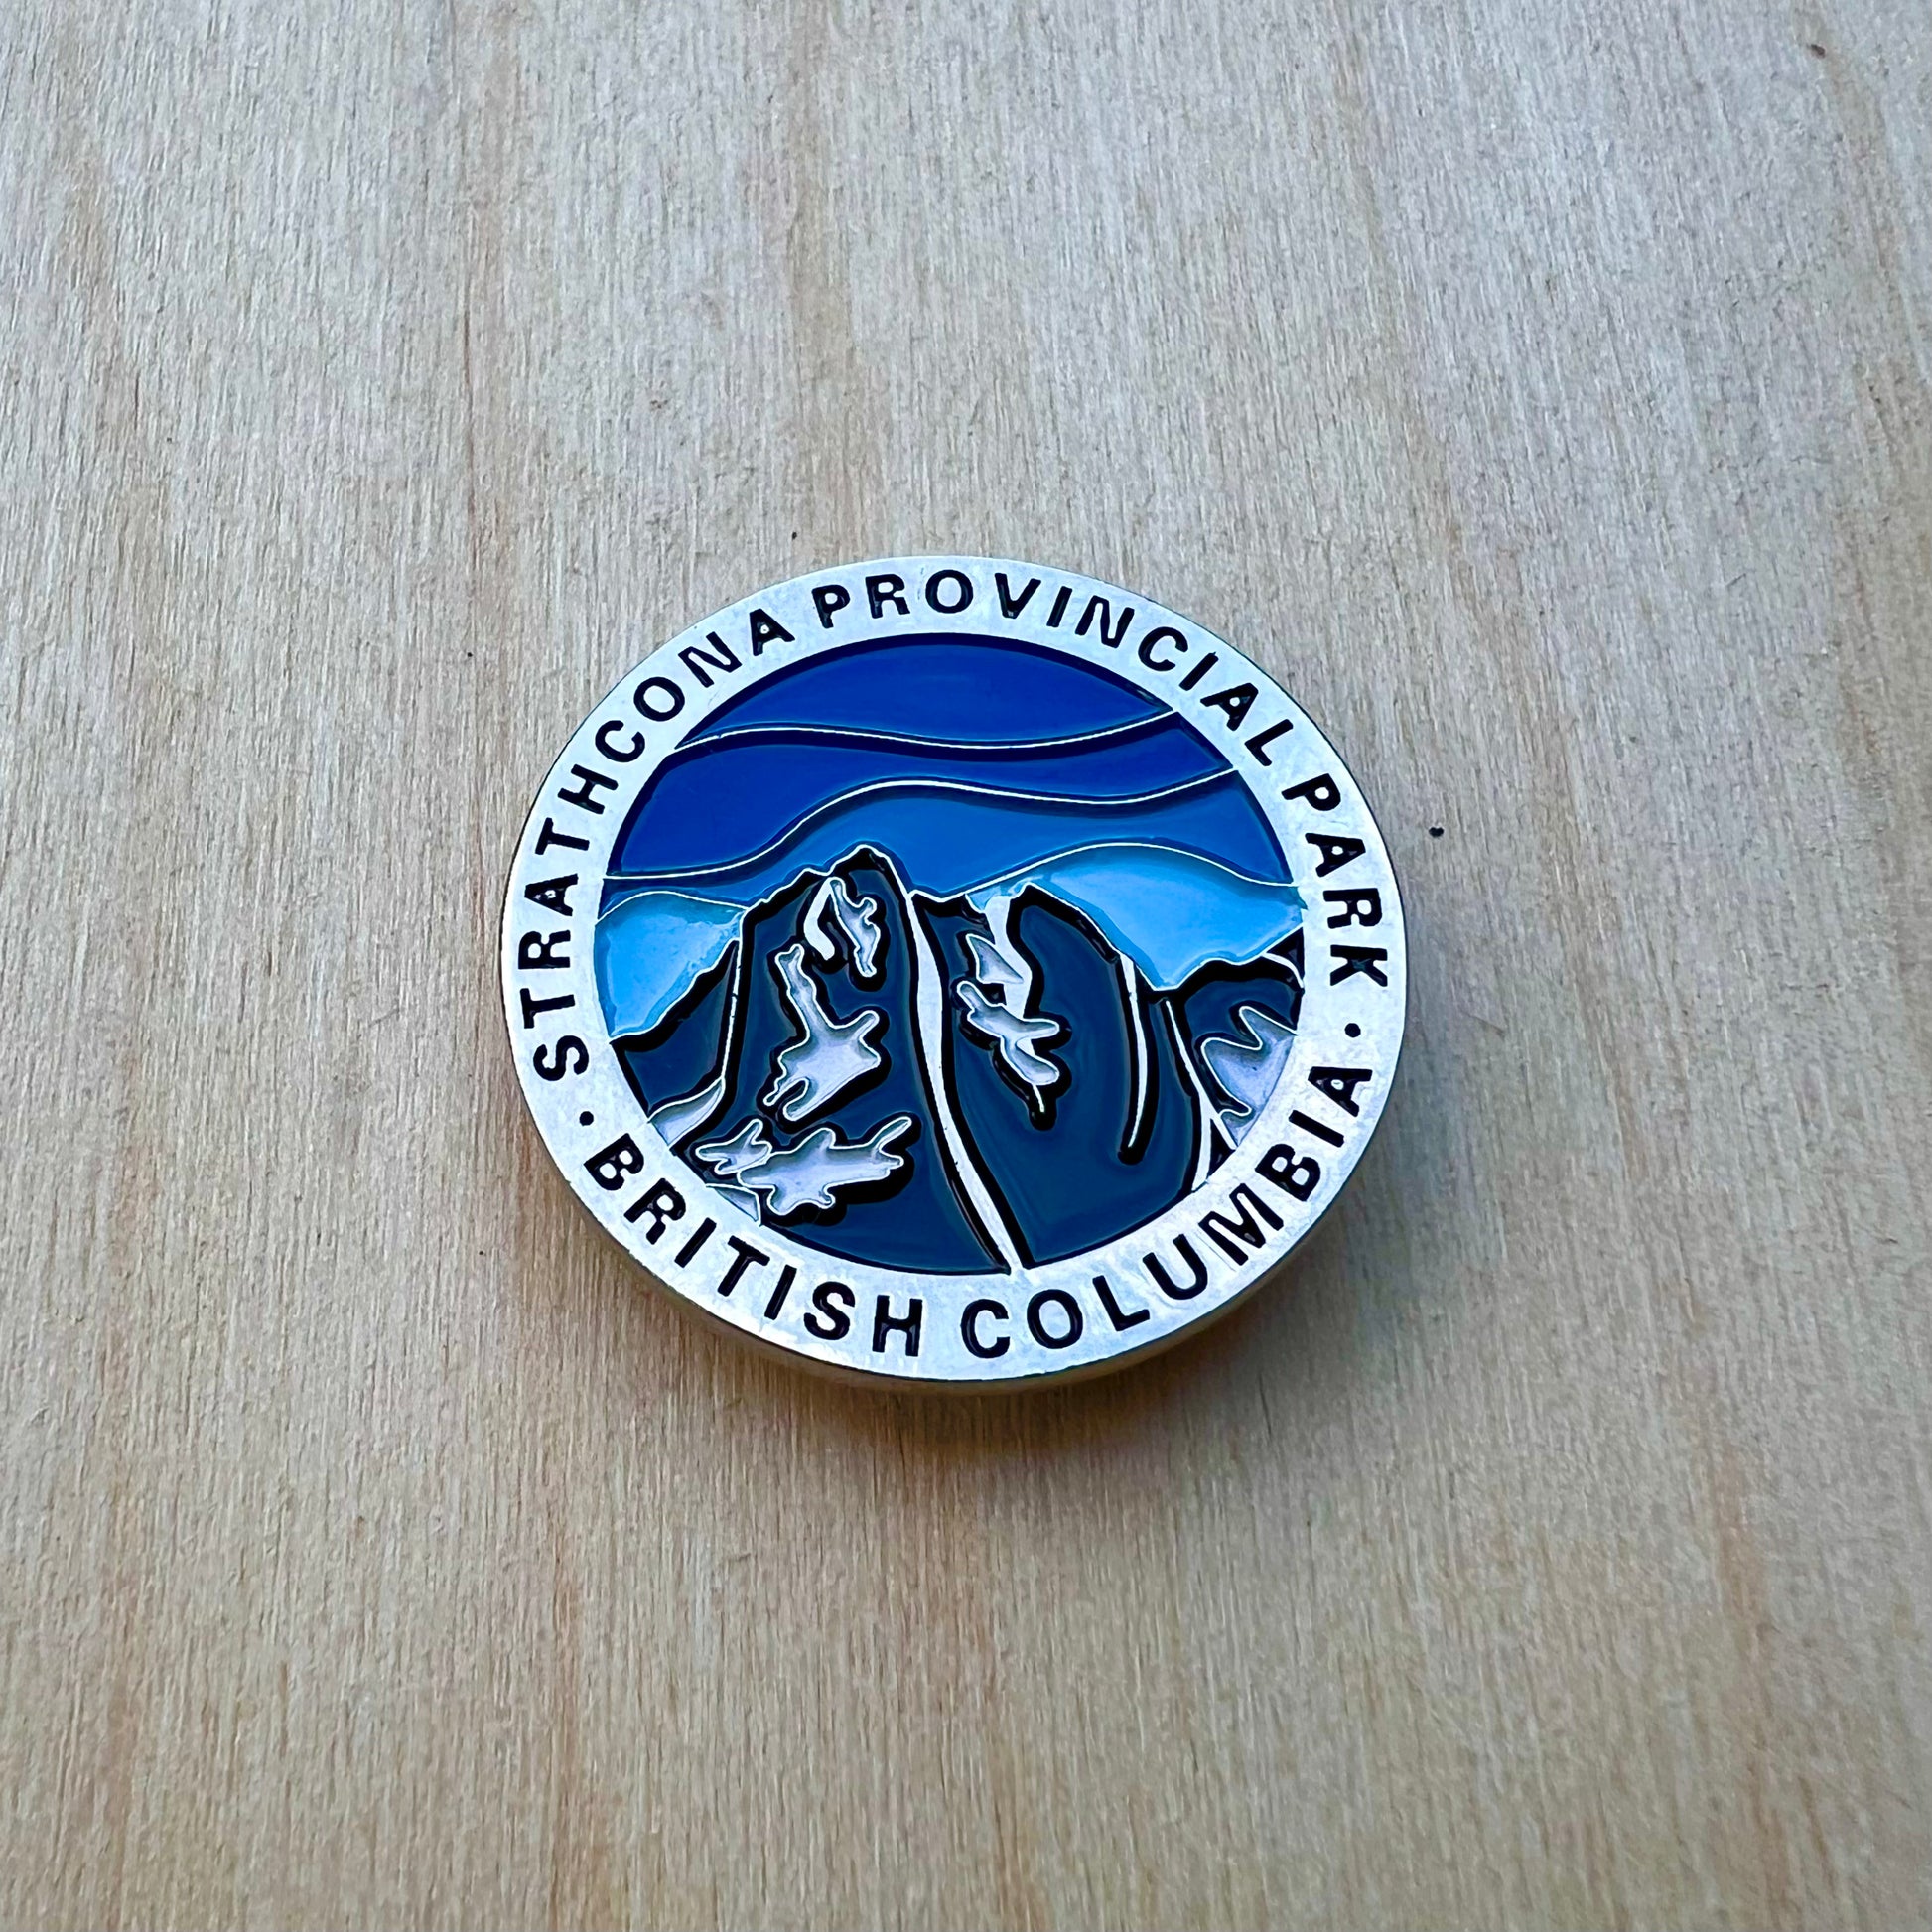 STRATHCONA PROVINCIAL PARK
• BRITISH COLUMBIA •